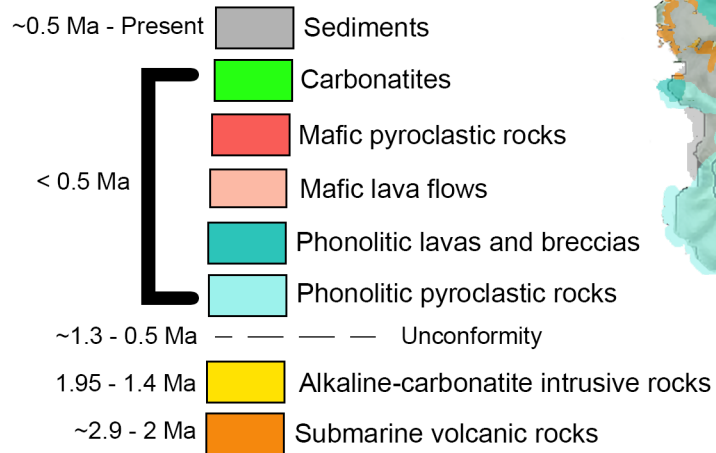 ~0.5 Ma - Present Sediments
Carbonatites
Mafic pyroclastic rocks
< 0.5 Ma Mafic lava flows
Phonolitic lavas and breccias
Phonolitic pyroclastic rocks
~1.3 - 0.5 Ma Unconformity
1.95 - 1.4 Ma Alkaline-carbonatite intrusive rocks
~2.9 - 2 Ma Submarine volcanic rocks